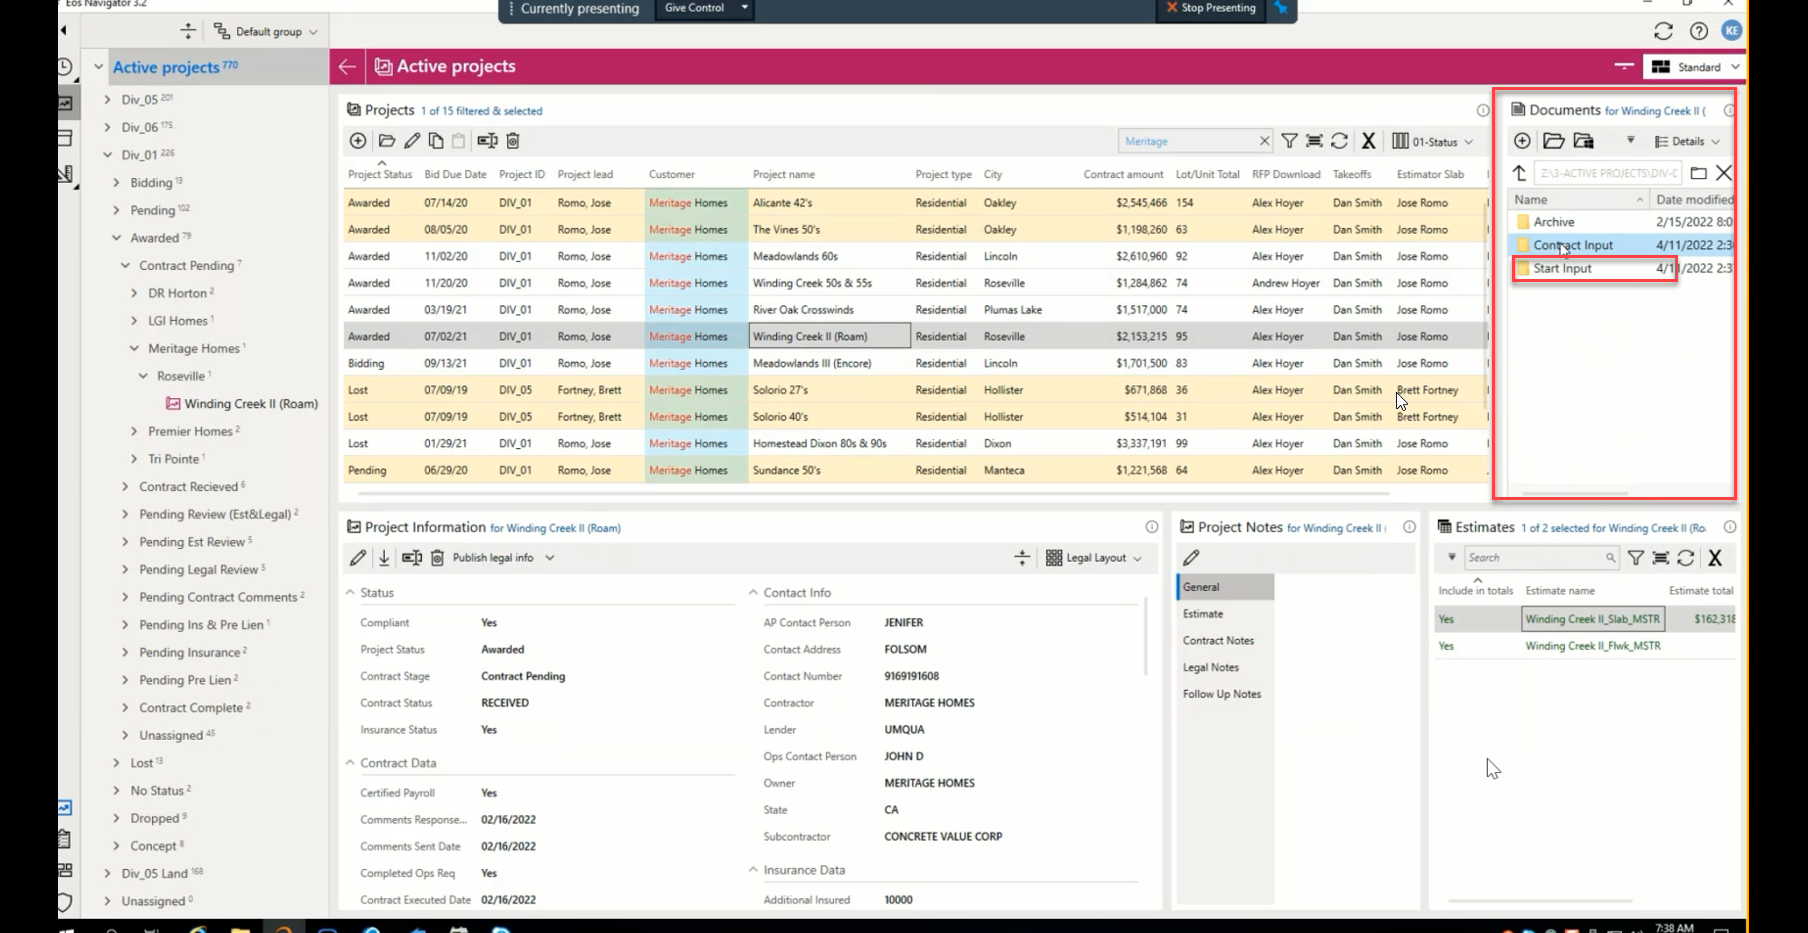 Eos Navigator 3.2
Currently presenting
Give Control
Stop Presenting
Default group
KE
Active projects 770
Div_05 201
Div_06 175
Div_01 226
Bidding 13
Pending 102
Awarded 79
Contract Pending 7
DR Horton 2
LGI Homes 1
Meritage Homes 1
Roseville 1
Winding Creek II (Roam)
Premier Homes 2
Tri Pointe 1
Contract Recieved 6
Pending Review (Est&Legal) 2
Pending Est Review 5
Pending Legal Review 5
Pending Contract Comments 2
Pending Ins & Pre Lien 1
Pending Insurance 2
Pending Pre Lien 2
Contract Complete 2
Unassigned 45
Lost 13
No Status 2
Dropped 9
Concept 8
Div_05 Land 168
Unassigned 0
Active projects
Standard
Projects 1 of 15 filtered & selected
Meritage
01-Status
Project Status Bid Due Date Project ID Project lead Customer Project name Project type City Contract amount Lot/Unit Total RFP Download Takeoffs Estimator Slab
Awarded 07/14/20 DIV_01 Romo, Jose Meritage Homes Alicante 42's Residential Oakley $2,545,466 154 Alex Hoyer Dan Smith Jose Romo
Awarded 08/05/20 DIV_01 Romo, Jose Meritage Homes The Vines 50's Residential Oakley $1,198,260 63 Alex Hoyer Dan Smith Jose Romo
Awarded 11/02/20 DIV_01 Romo, Jose Meritage Homes Meadowlands 60s Residential Lincoln $2,610,960 92 Alex Hoyer Dan Smith Jose Romo
Awarded 11/20/20 DIV_01 Romo, Jose Meritage Homes Winding Creek 50s & 55s Residential Roseville $1,284,862 74 Andrew Hoyer Dan Smith Jose Romo
Awarded 03/19/21 DIV_01 Romo, Jose Meritage Homes River Oak Crosswinds Residential Plumas Lake $1,517,000 74 Alex Hoyer Dan Smith Jose Romo
Awarded 07/02/21 DIV_01 Romo, Jose Meritage Homes Winding Creek II (Roam) Residential Roseville $2,153,215 95 Alex Hoyer Dan Smith Jose Romo
Bidding 09/13/21 DIV_01 Romo, Jose Meritage Homes Meadowlands III (Encore) Residential Lincoln $1,701,500 83 Alex Hoyer Dan Smith Jose Romo
Lost 07/09/19 DIV_05 Fortney, Brett Meritage Homes Solorio 27's Residential Hollister $671,868 36 Alex Hoyer Dan Smith Brett Fortney
Lost 07/09/19 DIV_05 Fortney, Brett Meritage Homes Solorio 40's Residential Hollister $514,104 31 Alex Hoyer Dan Smith Brett Fortney
Lost 01/29/21 DIV_01 Romo, Jose Meritage Homes Homestead Dixon 80s & 90s Residential Dixon $3,337,191 99 Alex Hoyer Dan Smith Jose Romo
Pending 06/29/20 DIV_01 Romo, Jose Meritage Homes Sundance 50's Residential Manteca $1,221,568 64 Alex Hoyer Dan Smith Jose Romo
Documents for Winding Creek II (
Details
Z:\3-ACTIVE PROJECTS\DIV-C
Name Date modified
Archive 2/15/2022 8:0
Contract Input 4/11/2022 2:3
Start Input 4/11/2022 2:3
Project Information for Winding Creek II (Roam)
Publish legal info
Legal Layout
Status
Compliant Yes
Project Status Awarded
Contract Stage Contract Pending
Contract Status RECEIVED
Insurance Status Yes
Contract Data
Certified Payroll Yes
Comments Response... 02/16/2022
Comments Sent Date 02/16/2022
Completed Ops Req Yes
Contract Executed Date 02/16/2022
Contact Info
AP Contact Person JENIFER
Contact Address FOLSOM
Contact Number 9169191608
Contractor MERITAGE HOMES
Lender UMQUA
Ops Contact Person JOHN D
Owner MERITAGE HOMES
State CA
Subcontractor CONCRETE VALUE CORP
Insurance Data
Additional Insured 10000
Project Notes for Winding Creek II (
General
Estimate
Contract Notes
Legal Notes
Follow Up Notes
Estimates 1 of 2 selected for Winding Creek II (Ro
Search
Include in totals Estimate name Estimate total
Yes Winding Creek II_Slab_MSTR $162,318
Yes Winding Creek II_Flwk_MSTR
7:38 AM